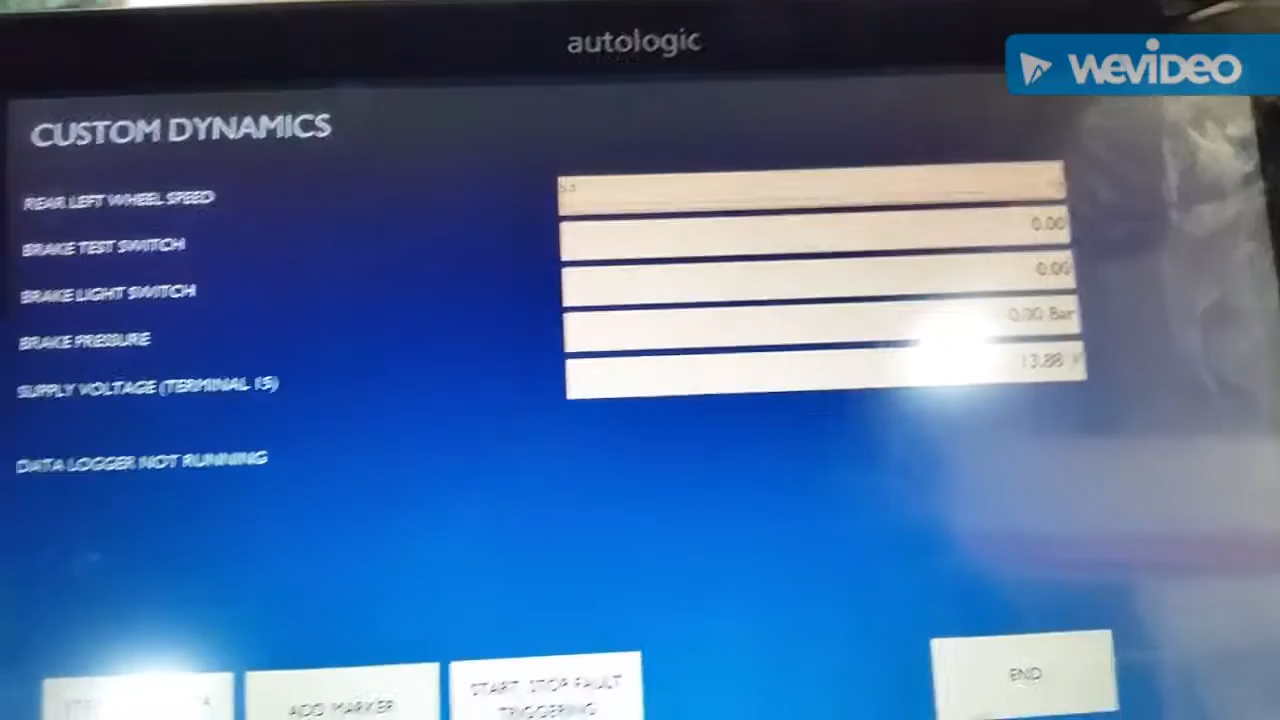 autologic
WEVIDEO
CUSTOM DYNAMICS
REAR LEFT WHEEL SPEED
BRAKE TEST SWITCH
0.00
BRAKE LIGHT SWITCH
0.00
BRAKE PRESSURE
0.00 Bar
SUPPLY VOLTAGE (TERMINAL 15)
13.88 V
DATA LOGGER NOT RUNNING
ADD MARKER
START/STOP FAULT
TRIGGERING
END